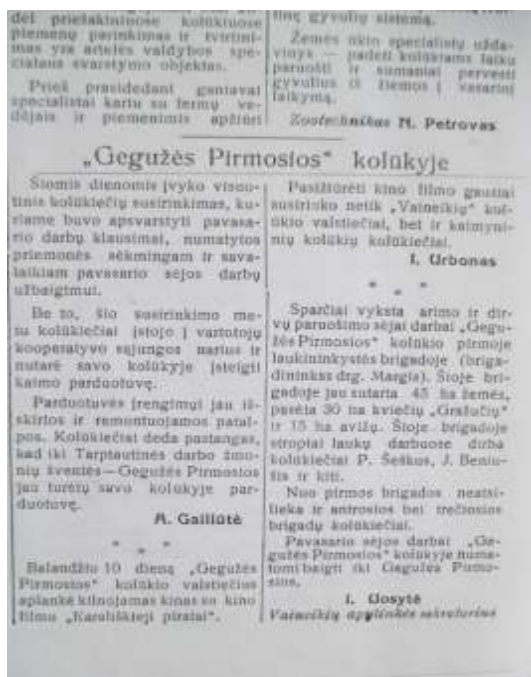 dėl priešakiniuose kolūkiuose
piemenų parinkimas ir tvirtini-
mas yra artelės valdybos spe-
cialaus svarstymo objektas.
Prieš prasidedant ganiavai
specialistai kartu su fermų ve-
dėjais ir piemenimis apžiūri
gyvulių sistemą.
Žemės ūkio specialistų užda-
vinys — padėti kolūkiams laiku
paruošti ir sumaniai pervesti
gyvulius iš žiemos į vasarinį
laikymą.
Zootechnikas M. Petrovas
„Gegužės Pirmosios“ kolūkyje
Šiomis dienomis įvyko visuo-
tinis kolūkiečių susirinkimas, ku-
riame buvo apsvarstyti pavasa-
rio darbų klausimai, numatytos
priemonės sėkmingam ir sava-
laikiam pavasario sėjos darbų
užbaigimui.
Be to, šio susirinkimo me-
tu kolūkiečiai įstojo į vartotojų
kooperatyvo sąjungos narius ir
nutarė savo kolūkyje įsteigti
kaimo parduotuvę.
Parduotuvės įrengimui jau iš-
skirtos ir remontuojamos patal-
pos. Kolūkiečiai deda pastangas,
kad iki Tarptautinės darbo žmo-
nių šventės—Gegužės Pirmosios
jau turėtų savo kolūkyje par-
duotuvę.
A. Gailiūtė
* * *
Balandžio 10 dieną „Gegužės
Pirmosios“ kolūkio valstiečius
aplankė kilnojamas kinas su kino
filmu „Karališkieji piratai“.
Pasižiūrėti kino filmo gausiai
susirinko netik „Vaineikių“ kol-
ūkio valstiečiai, bet ir kaimyni-
nių kolūkių kolūkiečiai.
I. Urbonas
* * *
Sparčiai vyksta arimo ir dir-
vų paruošimo sėjai darbai „Gegu-
žės Pirmosios“ kolūkio pirmoje
laukininkystės brigadoje (briga-
dininkas drg. Margis). Šioje bri-
gadoje jau suarta 45 ha žemės,
pasėta 30 ha kviečių „Gražučių“
ir 15 ha avižų. Šioje brigadoje
stropiai laukų darbuose dirba
kolūkiečiai P. Šeškus, J. Beniu-
šis ir kiti.
Nuo pirmos brigados neatsi-
lieka ir antrosios bei trečiosios
brigadų kolūkiečiai.
Pavasario sėjos darbai „Ge-
gužės Pirmosios“ kolūkyje numa-
tomi baigti iki Gegužės Pirmo-
sios.
I. Uosytė
Vaineikių apylinkės sekretorius